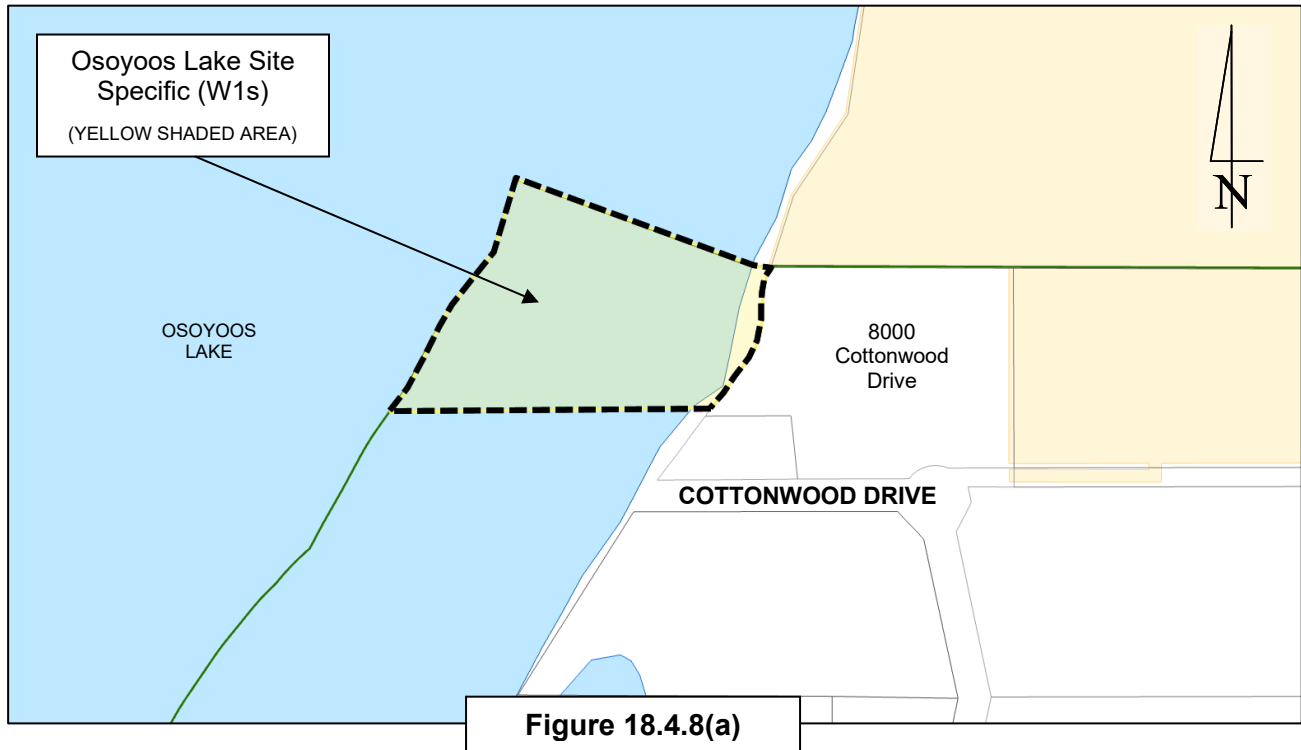 Osoyoos Lake Site
Specific (W1s)
(YELLOW SHADED AREA)
N
OSOYOOS
LAKE
8000
Cottonwood
Drive
COTTONWOOD DRIVE
Figure 18.4.8(a)